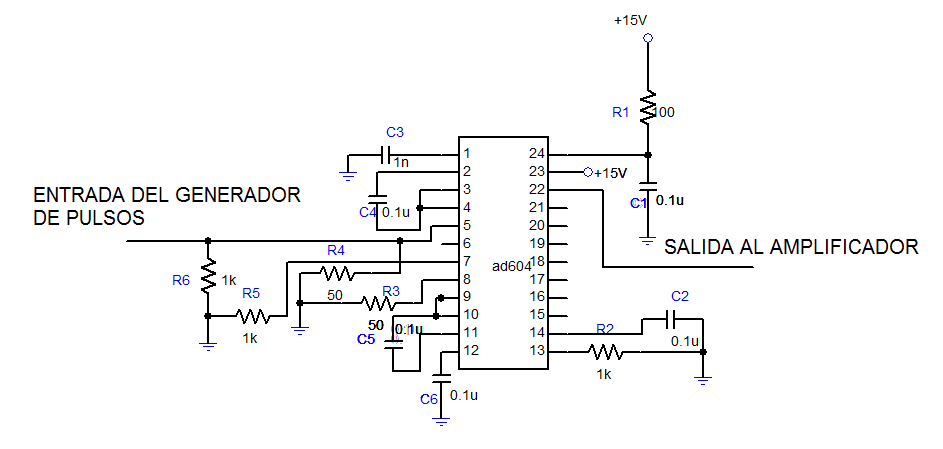 +15V
R1
100
C3
1n
1
24
2
23
+15V
ENTRADA DEL GENERADOR
DE PULSOS
3
22
C4
0.1u
4
21
C1
0.1u
5
20
6
19
SALIDA AL AMPLIFICADOR
R4
7
18
ad604
R6
1k
8
17
R5
50
R3
9
16
C2
10
15
50
0.1u
1k
C5
11
14
R2
0.1u
12
13
1k
C6
0.1u